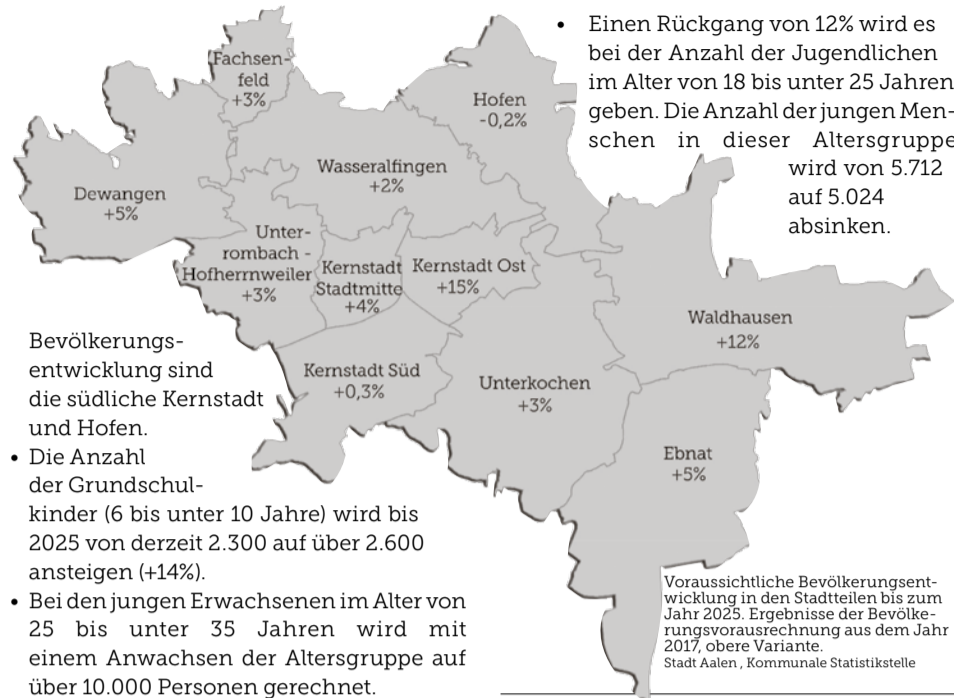 Bevölkerungs-
entwicklung sind
die südliche Kernstadt
und Hofen.
• Die Anzahl
der Grundschul-
kinder (6 bis unter 10 Jahre) wird bis
2025 von derzeit 2.300 auf über 2.600
ansteigen (+14%).
• Bei den jungen Erwachsenen im Alter von
25 bis unter 35 Jahren wird mit
einem Anwachsen der Altersgruppe auf
über 10.000 Personen gerechnet.
• Einen Rückgang von 12% wird es
bei der Anzahl der Jugendlichen
im Alter von 18 bis unter 25 Jahren
geben. Die Anzahl der jungen Men-
schen in dieser Altersgruppe
wird von 5.712
auf 5.024
absinken.
Fachsen-
feld
+3%
Hofen
-0,2%
Wasseralfingen
+2%
Dewangen
+5%
Unter-
rombach -
Hofherrnweiler
+3%
Kernstadt
Stadtmitte
+4%
Kernstadt Ost
+15%
Waldhausen
+12%
Kernstadt Süd
+0,3%
Unterkochen
+3%
Ebnat
+5%
Voraussichtliche Bevölkerungsent-
wicklung in den Stadtteilen bis zum
Jahr 2025. Ergebnisse der Bevölke-
rungsvorausrechnung aus dem Jahr
2017, obere Variante.
Stadt Aalen , Kommunale Statistikstelle